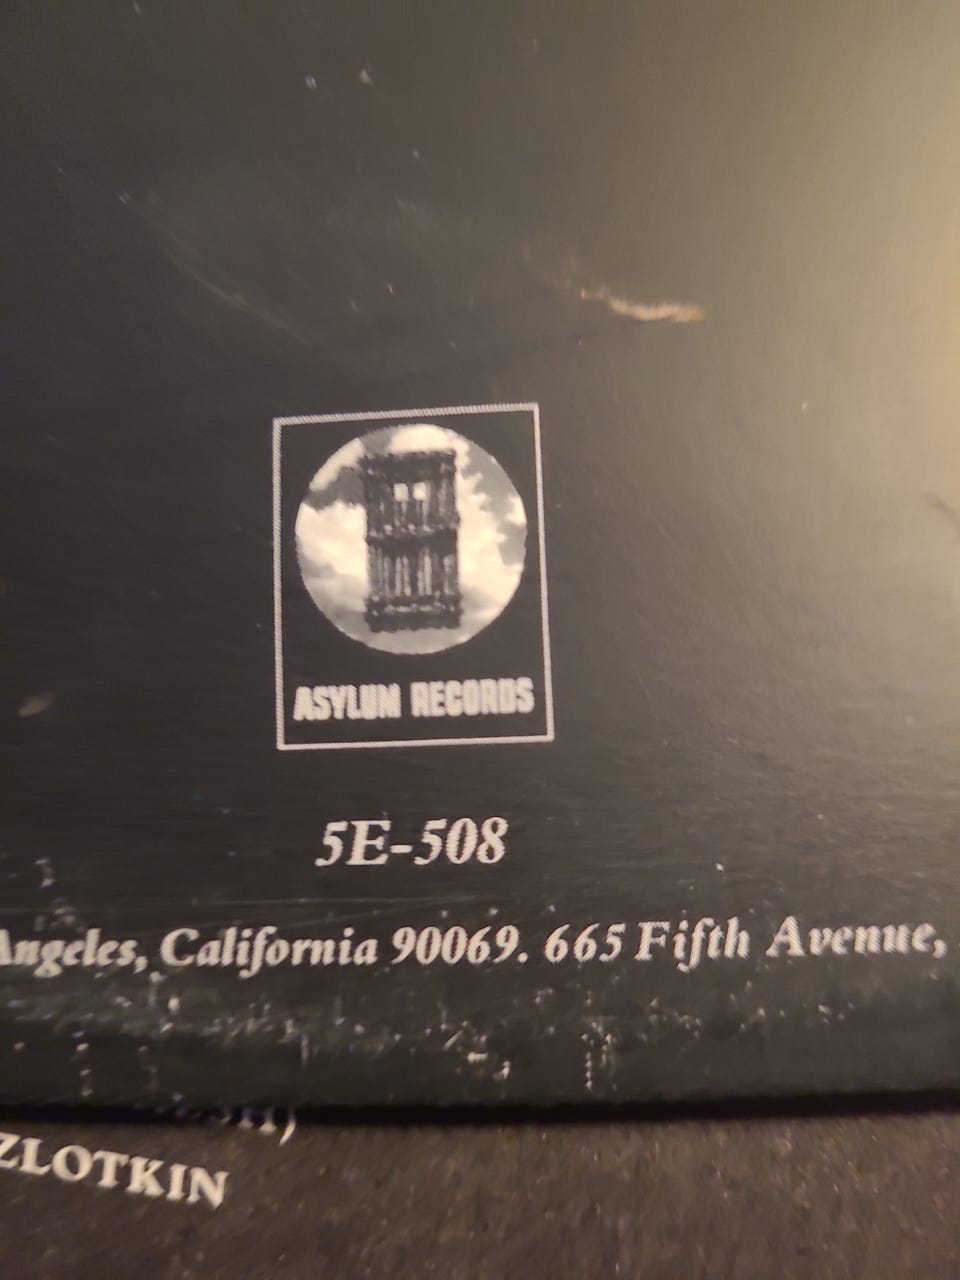 ASYLUM RECORDS
5E-508
Angeles, California 90069. 665 Fifth Avenue,
ZLOTKIN